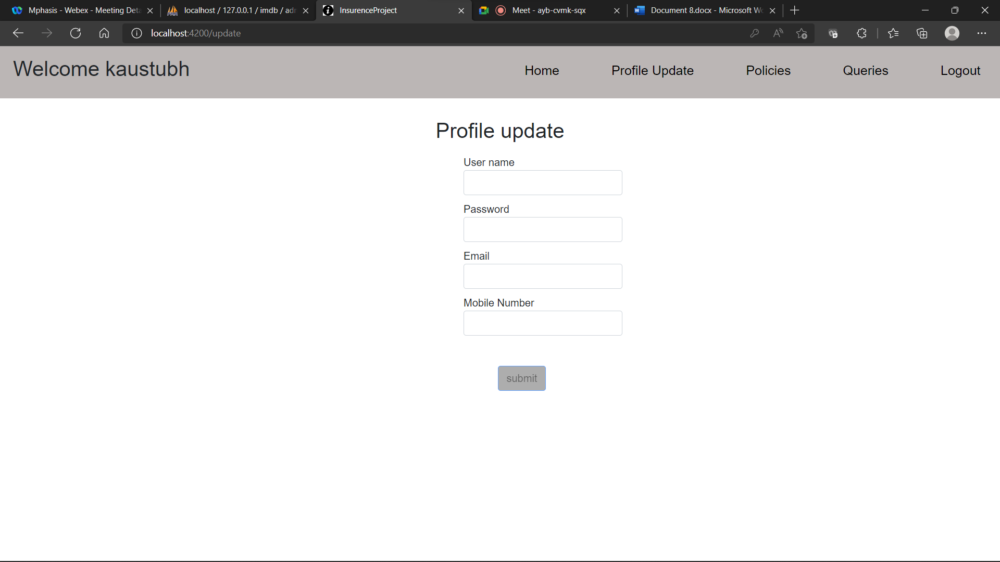 Mphasis - Webex - Meeting Deta
localhost / 127.0.0.1 / imdb / adm
InsurenceProject
Meet - ayb-cvmk-sqx
Document 8.docx - Microsoft Wo
localhost:4200/update
Welcome kaustubh
Home
Profile Update
Policies
Queries
Logout
Profile update
User name
Password
Email
Mobile Number
submit